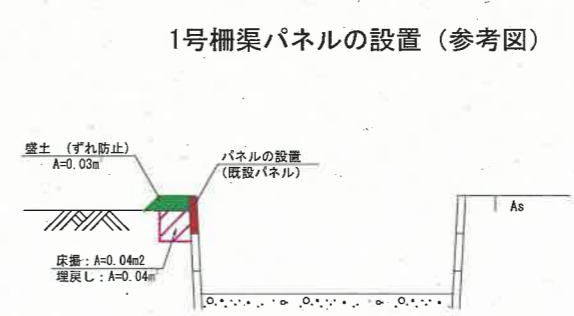 1号柵渠パネルの設置（参考図）
盛土　（ずれ防止）
A=0.03㎡
パネルの設置
(既設パネル)
As
床掘：A=0.04m2
埋戻し：A=0.04㎡